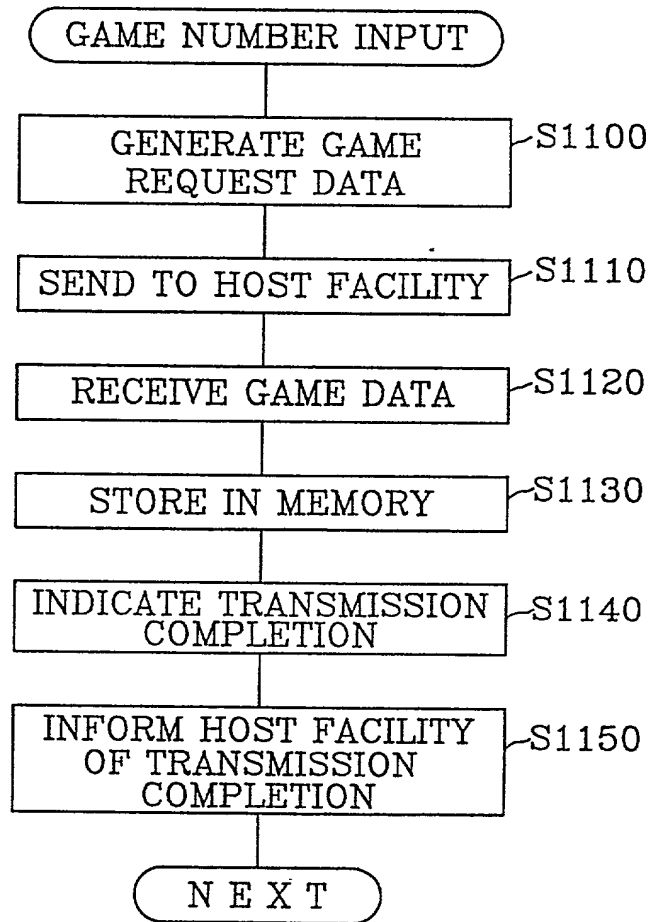 GAME NUMBER INPUT
GENERATE GAME
REQUEST DATA
S1100
SEND TO HOST FACILITY
S1110
RECEIVE GAME DATA
S1120
STORE IN MEMORY
S1130
INDICATE TRANSMISSION
COMPLETION
S1140
INFORM HOST FACILITY
OF TRANSMISSION
COMPLETION
S1150
NEXT